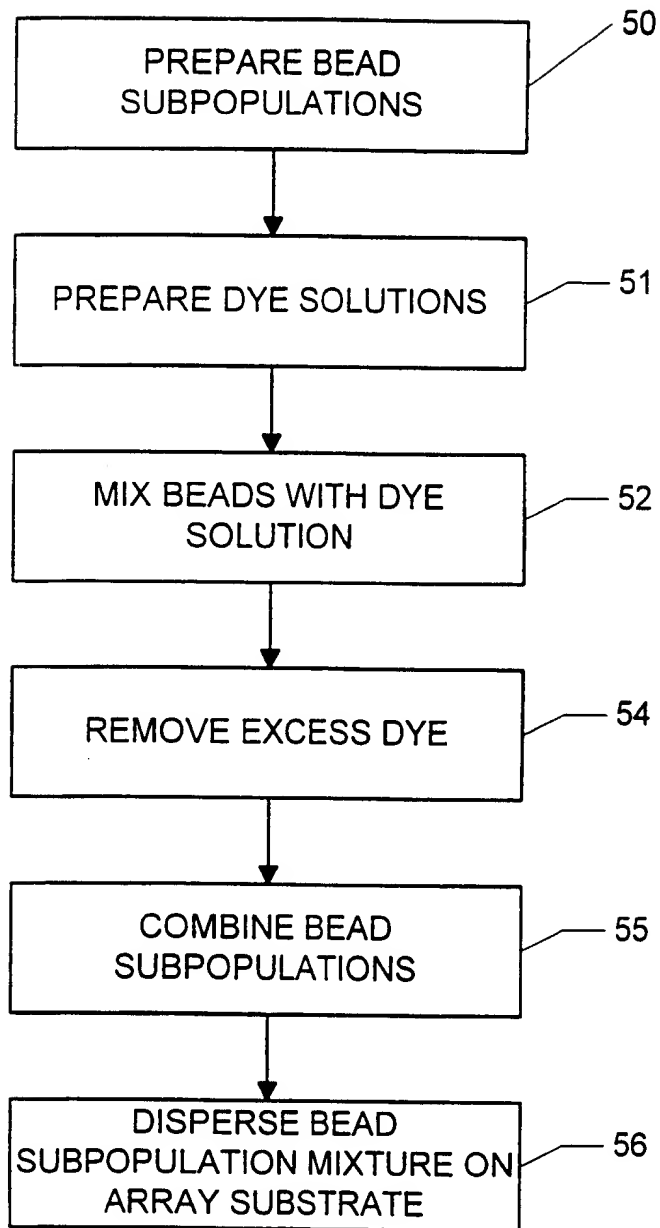 50
PREPARE BEAD
SUBPOPULATIONS
51
PREPARE DYE SOLUTIONS
MIX BEADS WITH DYE
SOLUTION
52
REMOVE EXCESS DYE
54
COMBINE BEAD
SUBPOPULATIONS
55
DISPERSE BEAD
SUBPOPULATION MIXTURE ON
ARRAY SUBSTRATE
56